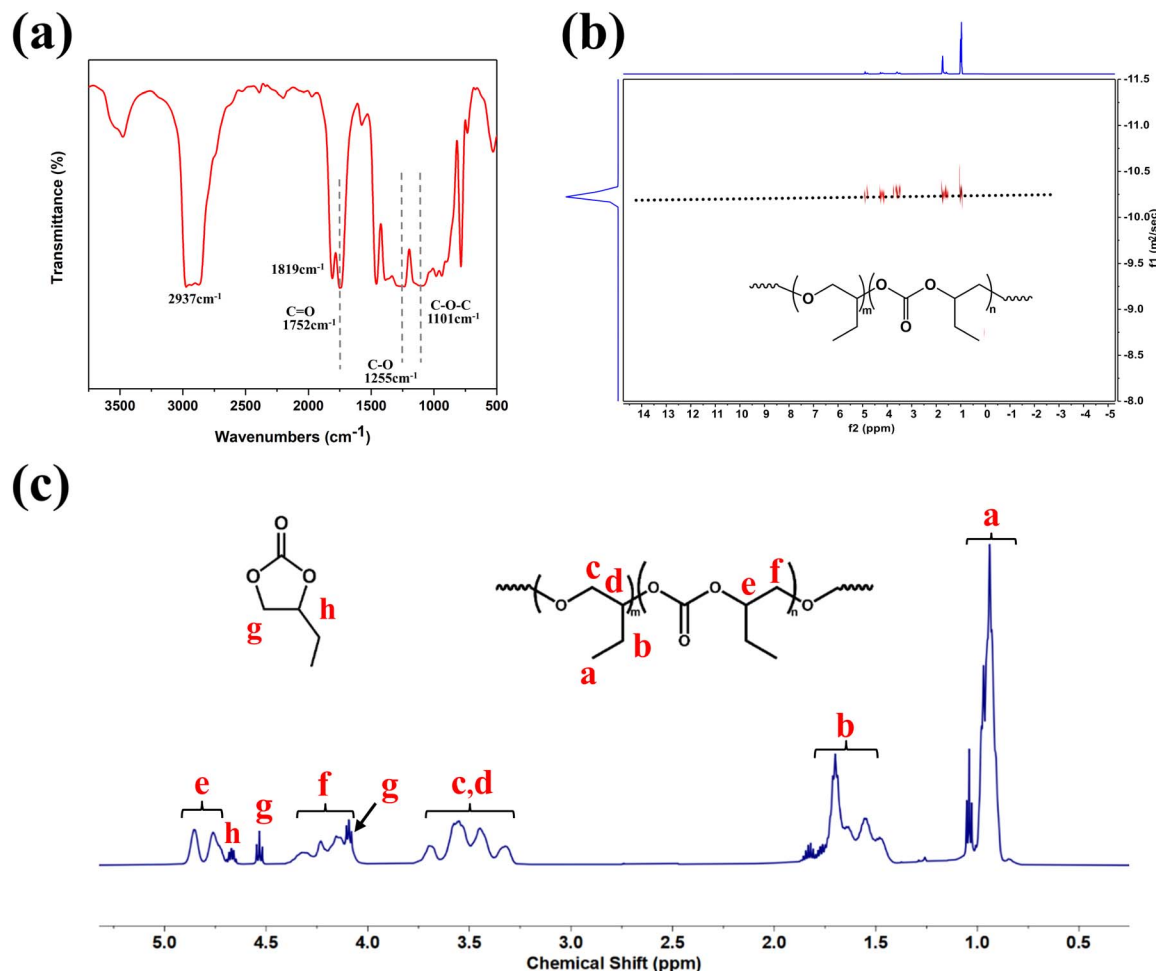 (a)
Transmittance (%)
2937cm-1
1819cm-1
C=O
1752cm-1
C-O
1255cm-1
C-O-C
1101cm-1
3500 3000 2500 2000 1500 1000 500
Wavenumbers (cm-1)
(b)
-11.5
-11.0
-10.5
-10.0
-9.5
-9.0
-8.5
-8.0
f1 (m²/sec)
O m O O O n
14 13 12 11 10 9 8 7 6 5 4 3 2 1 0 -1 -2 -3 -4 -5
f2 (ppm)
(c)
O
O O
g h
c d e f
O m O O n O
O
b
a
a
b
e h g f g c,d
5.0 4.5 4.0 3.5 3.0 2.5 2.0 1.5 1.0 0.5
Chemical Shift (ppm)